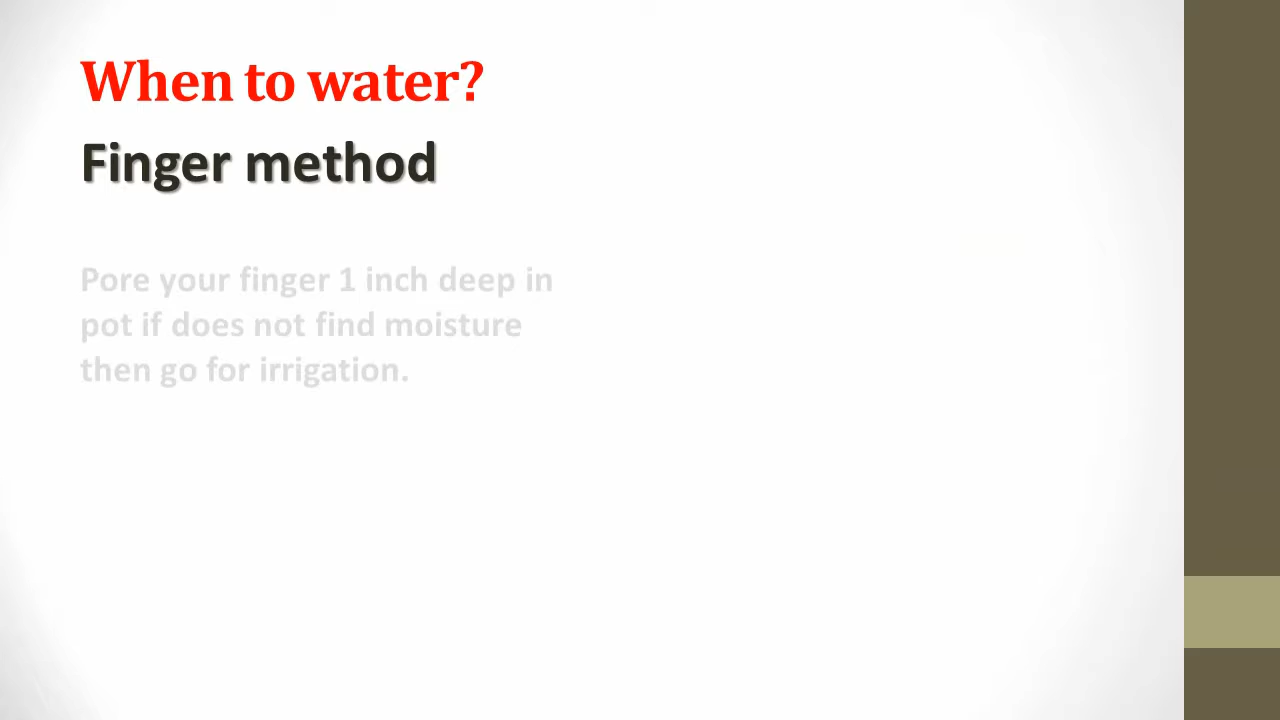 When to water?
Finger method
Pore your finger 1 inch deep in
pot if does not find moisture
then go for irrigation.